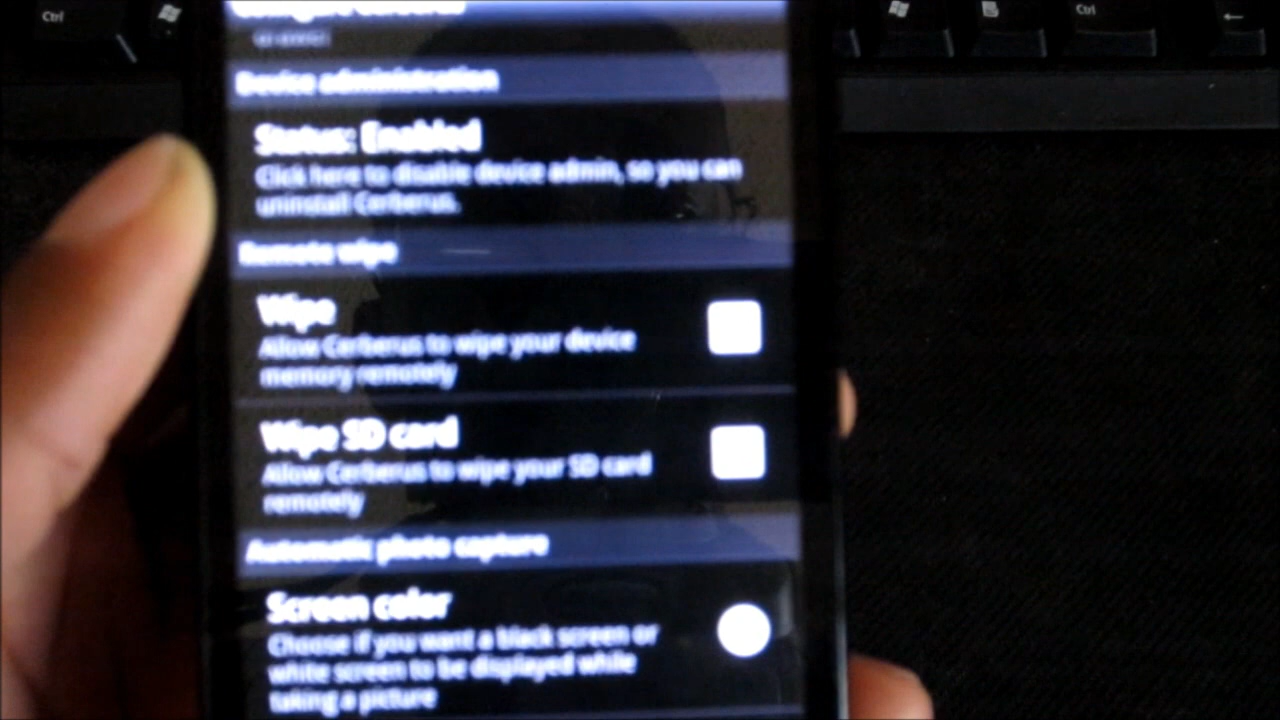 Ctrl
Ctrl
←
Configure Cerberus
Device administration
Status: Enabled
Click here to disable device admin, so you can
uninstall Cerberus.
Remote wipe
Wipe
Allow Cerberus to wipe your device
memory remotely
Wipe SD card
Allow Cerberus to wipe your SD card
remotely
Automatic photo capture
Screen color
Choose if you want a black screen or
white screen to be displayed while
taking a picture